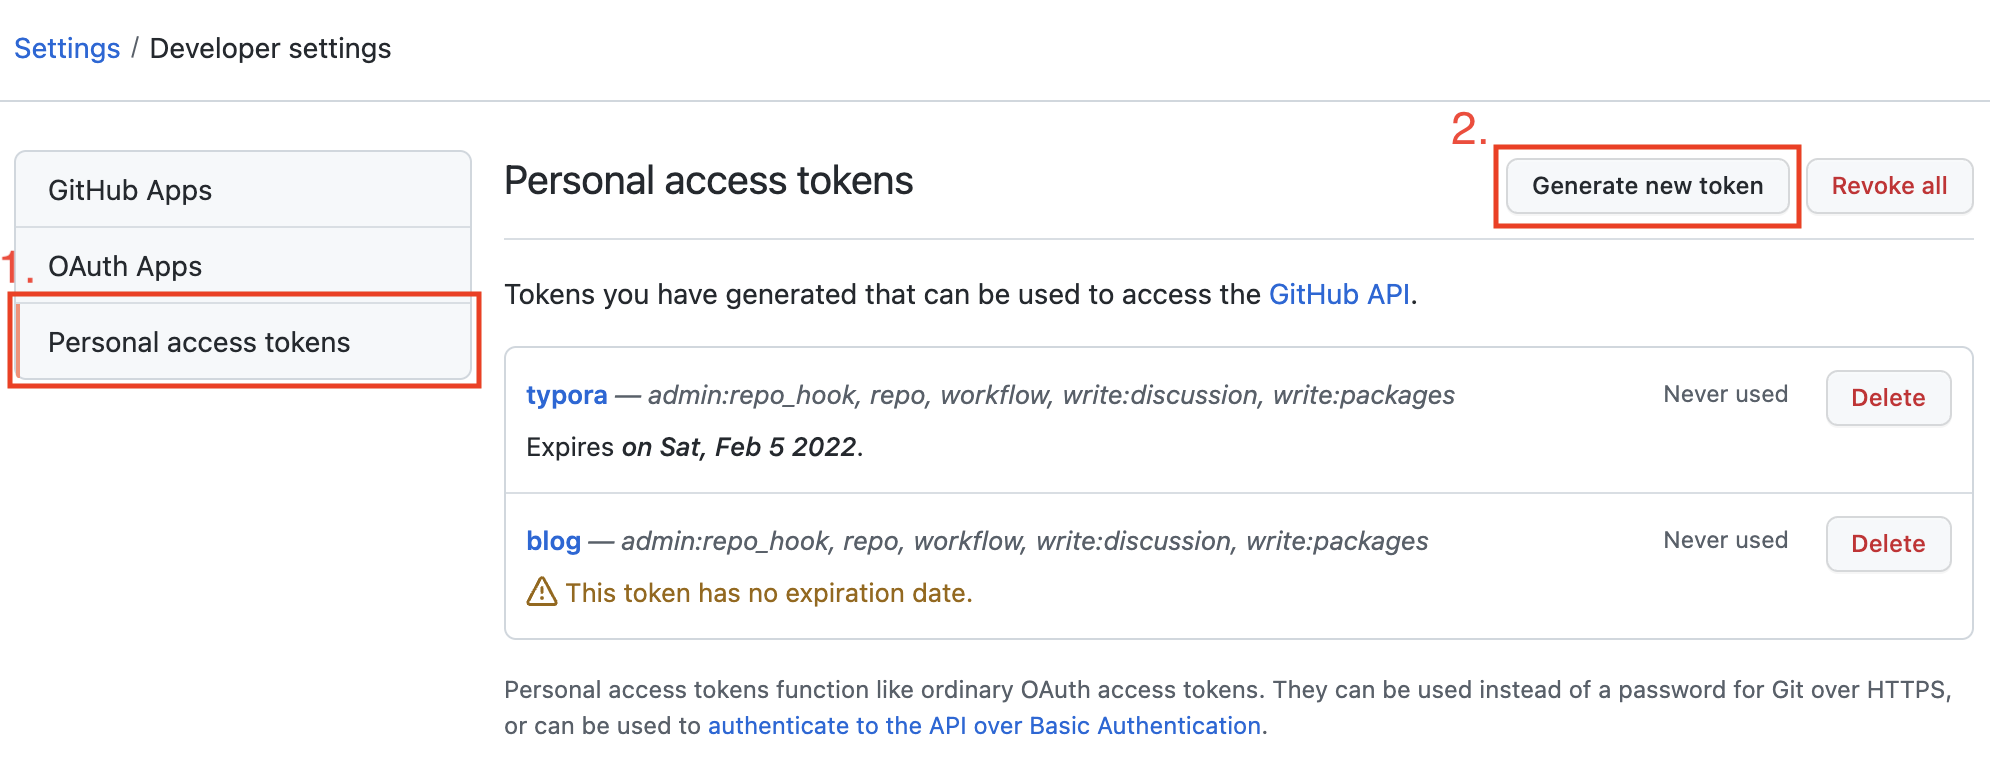 Settings / Developer settings
GitHub Apps
1. OAuth Apps
Personal access tokens
Personal access tokens
2.
Generate new token
Revoke all
Tokens you have generated that can be used to access the GitHub API.
typora — admin:repo_hook, repo, workflow, write:discussion, write:packages
Never used
Delete
Expires on Sat, Feb 5 2022.
blog — admin:repo_hook, repo, workflow, write:discussion, write:packages
Never used
Delete
This token has no expiration date.
Personal access tokens function like ordinary OAuth access tokens. They can be used instead of a password for Git over HTTPS,
or can be used to authenticate to the API over Basic Authentication.